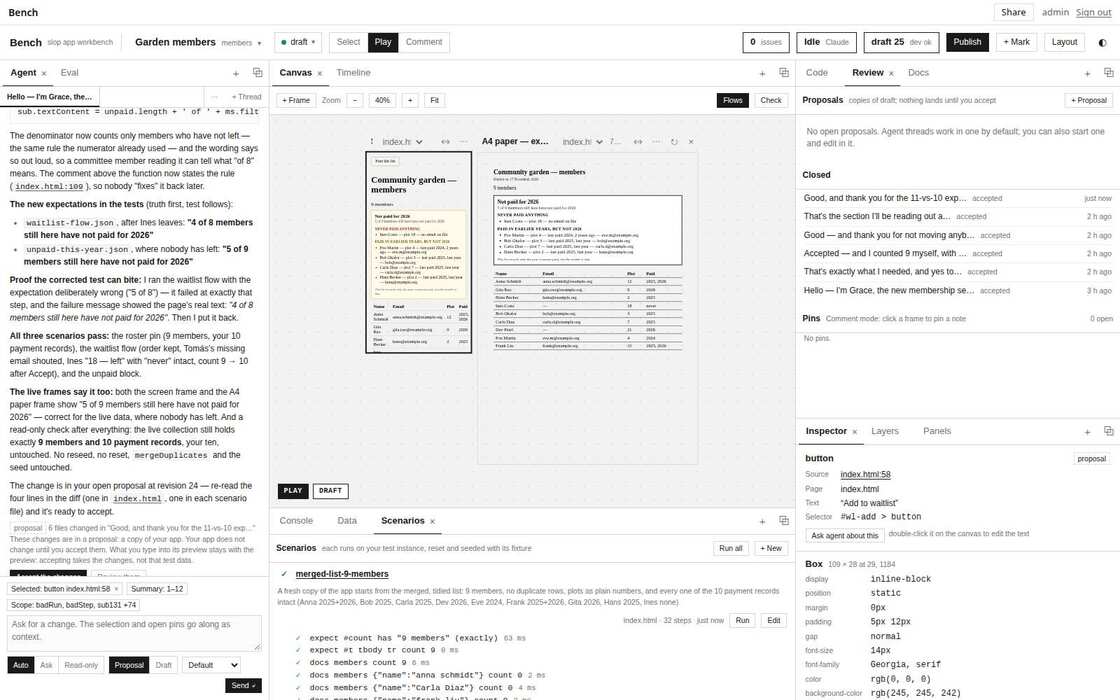 Bench
Share admin Sign out
Bench slop app workbench Garden members members ▾ draft ▾ Select Play Comment 0 issues Idle Claude draft 25 dev ok Publish + Mark Layout
Agent × Eval
Hello — I'm Grace, the… ··· + Thread
sub.textContent = unpaid.length + ' of ' + ms.filt
The denominator now counts only members who have not left —
the same rule the numerator already used — and the wording says
so out loud, so a committee member reading it can tell what "of 8"
means. The comment above the function now states the rule
( index.html:109 ), so nobody "fixes" it back later.
The new expectations in the tests (truth first, test follows):
• waitlist-flow.json , after Ines leaves: "4 of 8 members
still here have not paid for 2026"
• unpaid-this-year.json , where nobody has left: "5 of 9
members still here have not paid for 2026"
Proof the corrected test can bite: I ran the waitlist flow with the
expectation deliberately wrong ("5 of 8") — it failed at exactly that
step, and the failure message showed the page's real text: "4 of 8
members still here have not paid for 2026". Then I put it back.
All three scenarios pass: the roster pin (9 members, your 10
payment records), the waitlist flow (order kept, Tomás's missing
email shouted, Ines "18 — left" with "never" intact, count 9 → 10
after Accept), and the unpaid block.
The live frames say it too: both the screen frame and the A4
paper frame show "5 of 9 members still here have not paid for
2026" — correct for the live data, where nobody has left. And a
read-only check after everything: the live collection still holds
exactly 9 members and 10 payment records, your ten,
untouched. No reseed, no reset, mergeDuplicates and the
seed untouched.
The change is in your open proposal at revision 24 — re-read the
four lines in the diff (one in index.html , one in each scenario
file) and it's ready to accept.
proposal 6 files changed in "Good, and thank you for the 11-vs-10 exp…"
These changes are in a proposal: a copy of your app. Your app does not
change until you accept them. What you type into its preview stays with the
preview: accepting takes the changes, not that test data.
Selected: button index.html:58 × Summary: 1–12
Scope: badRun, badStep, sub131 +74
Ask for a change. The selection and open pins go along as
context.
Auto Ask Read-only Proposal Draft Default
Send
Canvas × Timeline
+ Frame Zoom − 40% + Fit Flows Check
index.h
Community garden —
members
9 members
Not paid for 2026
NEVER PAID ANYTHING
PAID IN EARLIER YEARS, BUT NOT 2026
Name Email Plot Paid
A4 paper — ex… index.h 7… ×
Community garden — members
9 members
Not paid for 2026
5 of 9 members still here have not paid for 2026
NEVER PAID ANYTHING
PAID IN EARLIER YEARS, BUT NOT 2026
Name Email Plot Paid
PLAY DRAFT
Console Data Scenarios ×
Scenarios each runs on your test instance, reset and seeded with its fixture Run all + New
✓ merged-list-9-members
A fresh copy of the app starts from the merged, tidied list: 9 members, no duplicate rows, plots as plain numbers, and every one of the 10 payment records
intact (Anna 2025+2026, Bob 2025, Carla 2025, Dev 2026, Eve 2024, Frank 2025+2026, Gita 2026, Hans 2025, Ines none).
index.html · 32 steps just now Run Edit
✓ expect #count has "9 members" (exactly) 63 ms
✓ expect #t tbody tr count 9 0 ms
✓ docs members count 9 6 ms
✓ docs members {"name":"anna schmidt"} count 0 2 ms
✓ docs members {"name":"Carla Diaz"} count 0 4 ms
Code Review × Docs
Proposals copies of draft; nothing lands until you accept + Proposal
No open proposals. Agent threads work in one by default; you can also start one
and edit in it.
Closed
Good, and thank you for the 11-vs-10 exp… accepted just now
That's the section I'll be reading out a… accepted 2 h ago
Good — and thank you for not moving anyb… accepted 2 h ago
Accepted — and I counted 9 myself, with … accepted 2 h ago
That's exactly what I needed, and yes to… accepted 2 h ago
Hello — I'm Grace, the new membership se… accepted 3 h ago
Pins Comment mode: click a frame to pin a note 0 open
No pins.
Inspector × Layers Panels
button proposal
Source index.html:58
Page index.html
Text “Add to waitlist”
Selector #wl-add > button
Ask agent about this double-click it on the canvas to edit the text
Box 109 × 28 at 29, 1184
display inline-block
position static
margin 0px
padding 5px 12px
gap normal
font-size 14px
font-family Georgia, serif
color rgb(0, 0, 0)
background-color rgb(245, 245, 242)